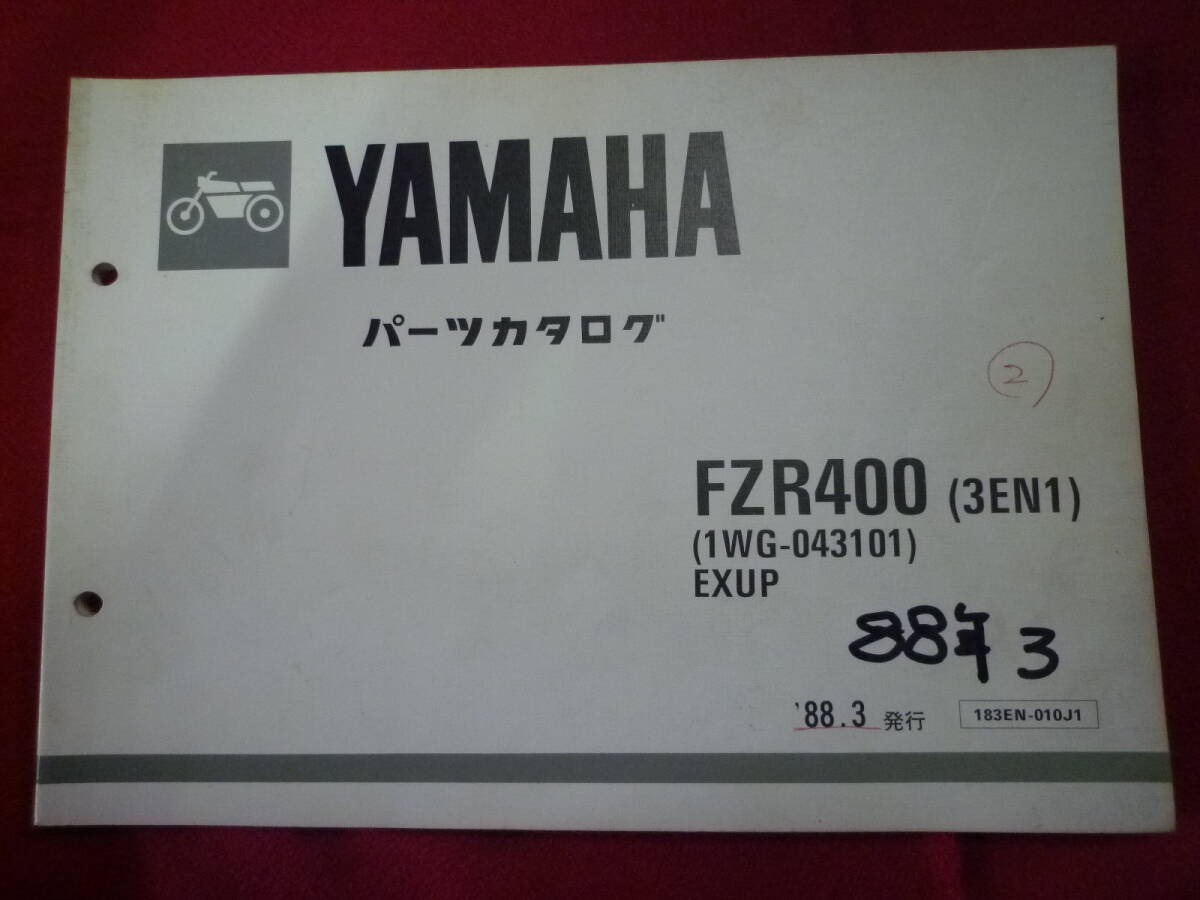 YAMAHA
パーツカタログ
2
FZR400 (3EN1)
(1WG-043101)
EXUP
88年3
'88.3 発行
183EN-010J1